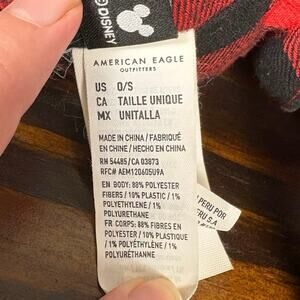 DISNEY
AMERICAN EAGLE
OUTFITTERS
US O/S
CA TAILLE UNIQUE
MX UNITALLA
MADE IN CHINA / FABRIQUÉ
EN CHINE / HECHO EN CHINA
RN 54485/CA 03873
RFC# AEM120605U9A
EN BODY: 88% POLYESTER
FIBERS / 10% PLASTIC / 1%
POLYETHYLENE / 1%
POLYURETHANE
FR CORPS: 88% FIBRES EN
POLYESTER / 10% PLASTIQUE
/ 1% POLYÉTHYLÈNE / 1%
POLYURÉTHANNE
PERU POR
S.A